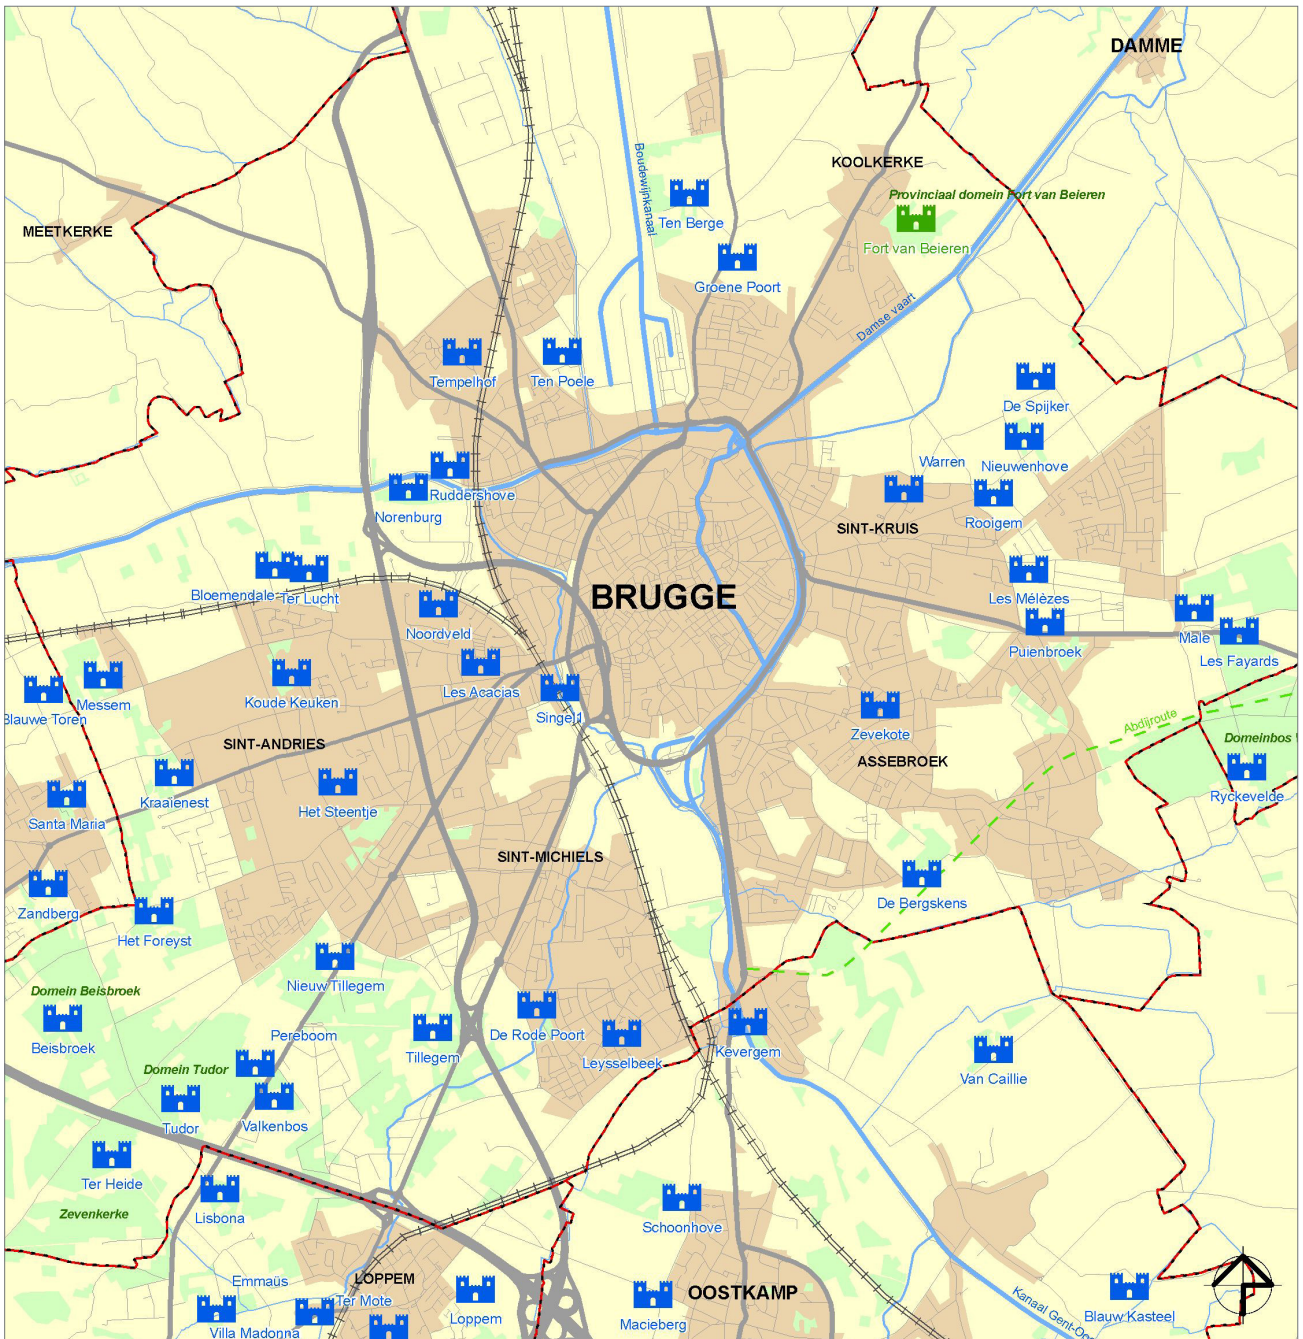 DAMME
Boudewijnkanaal
KOOLKERKE
Provinciaal domein Fort van Beieren
Ten Berge
MEETKERKE
Fort van Beieren
Groene Poort
Damse vaart
Tempelhof
Ten Poele
De Spijker
Warren
Nieuwenhove
Ruddershove
Norenburg
Rooigem
SINT-KRUIS
BRUGGE
Bloemendale
Ter Lucht
Les Mélèzes
Noordveld
Male
Puienbroek
Les Fayards
Les Acacias
Koude Keuken
Messem
Blauwe Toren
Singel1
Abdijroute
Zevekote
Domeinbos
SINT-ANDRIES
ASSEBROEK
Kraaienest
Ryckevelde
Het Steentje
Santa Maria
SINT-MICHIELS
De Bergskens
Zandberg
Het Foreyst
Nieuw Tillegem
Domein Beisbroek
Pereboom
De Rode Poort
Beisbroek
Tillegem
Kevergem
Leysselbeek
Domein Tudor
Van Caillie
Tudor
Valkenbos
Ter Heide
Zevenkerke
Lisbona
Schoonhove
Emmaüs
LOPPEM
OOSTKAMP
Ter Mote
Kanaal Gent-Oo
Loppem
Blauw Kasteel
Macieberg
Villa Madonna